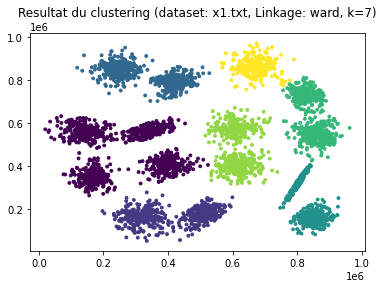 Resultat du clustering (dataset: x1.txt, Linkage: ward, k=7)
1e6
1.0
0.8
0.6
0.4
0.2
0.0 0.2 0.4 0.6 0.8 1.0
1e6